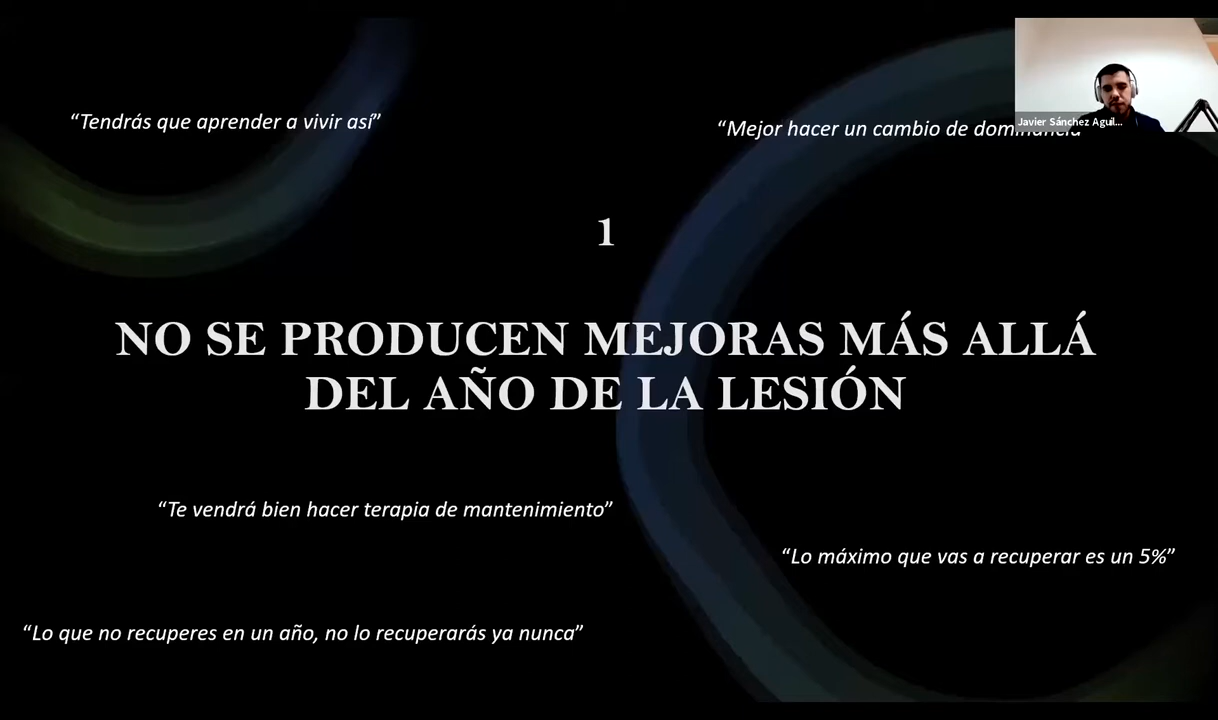 “Tendrás que aprender a vivir así”
“Mejor hacer un cambio de dominancia
Javier Sánchez Aguil...
1
NO SE PRODUCEN MEJORAS MÁS ALLÁ
DEL AÑO DE LA LESIÓN
“Te vendrá bien hacer terapia de mantenimiento”
“Lo máximo que vas a recuperar es un 5%”
“Lo que no recuperes en un año, no lo recuperarás ya nunca”